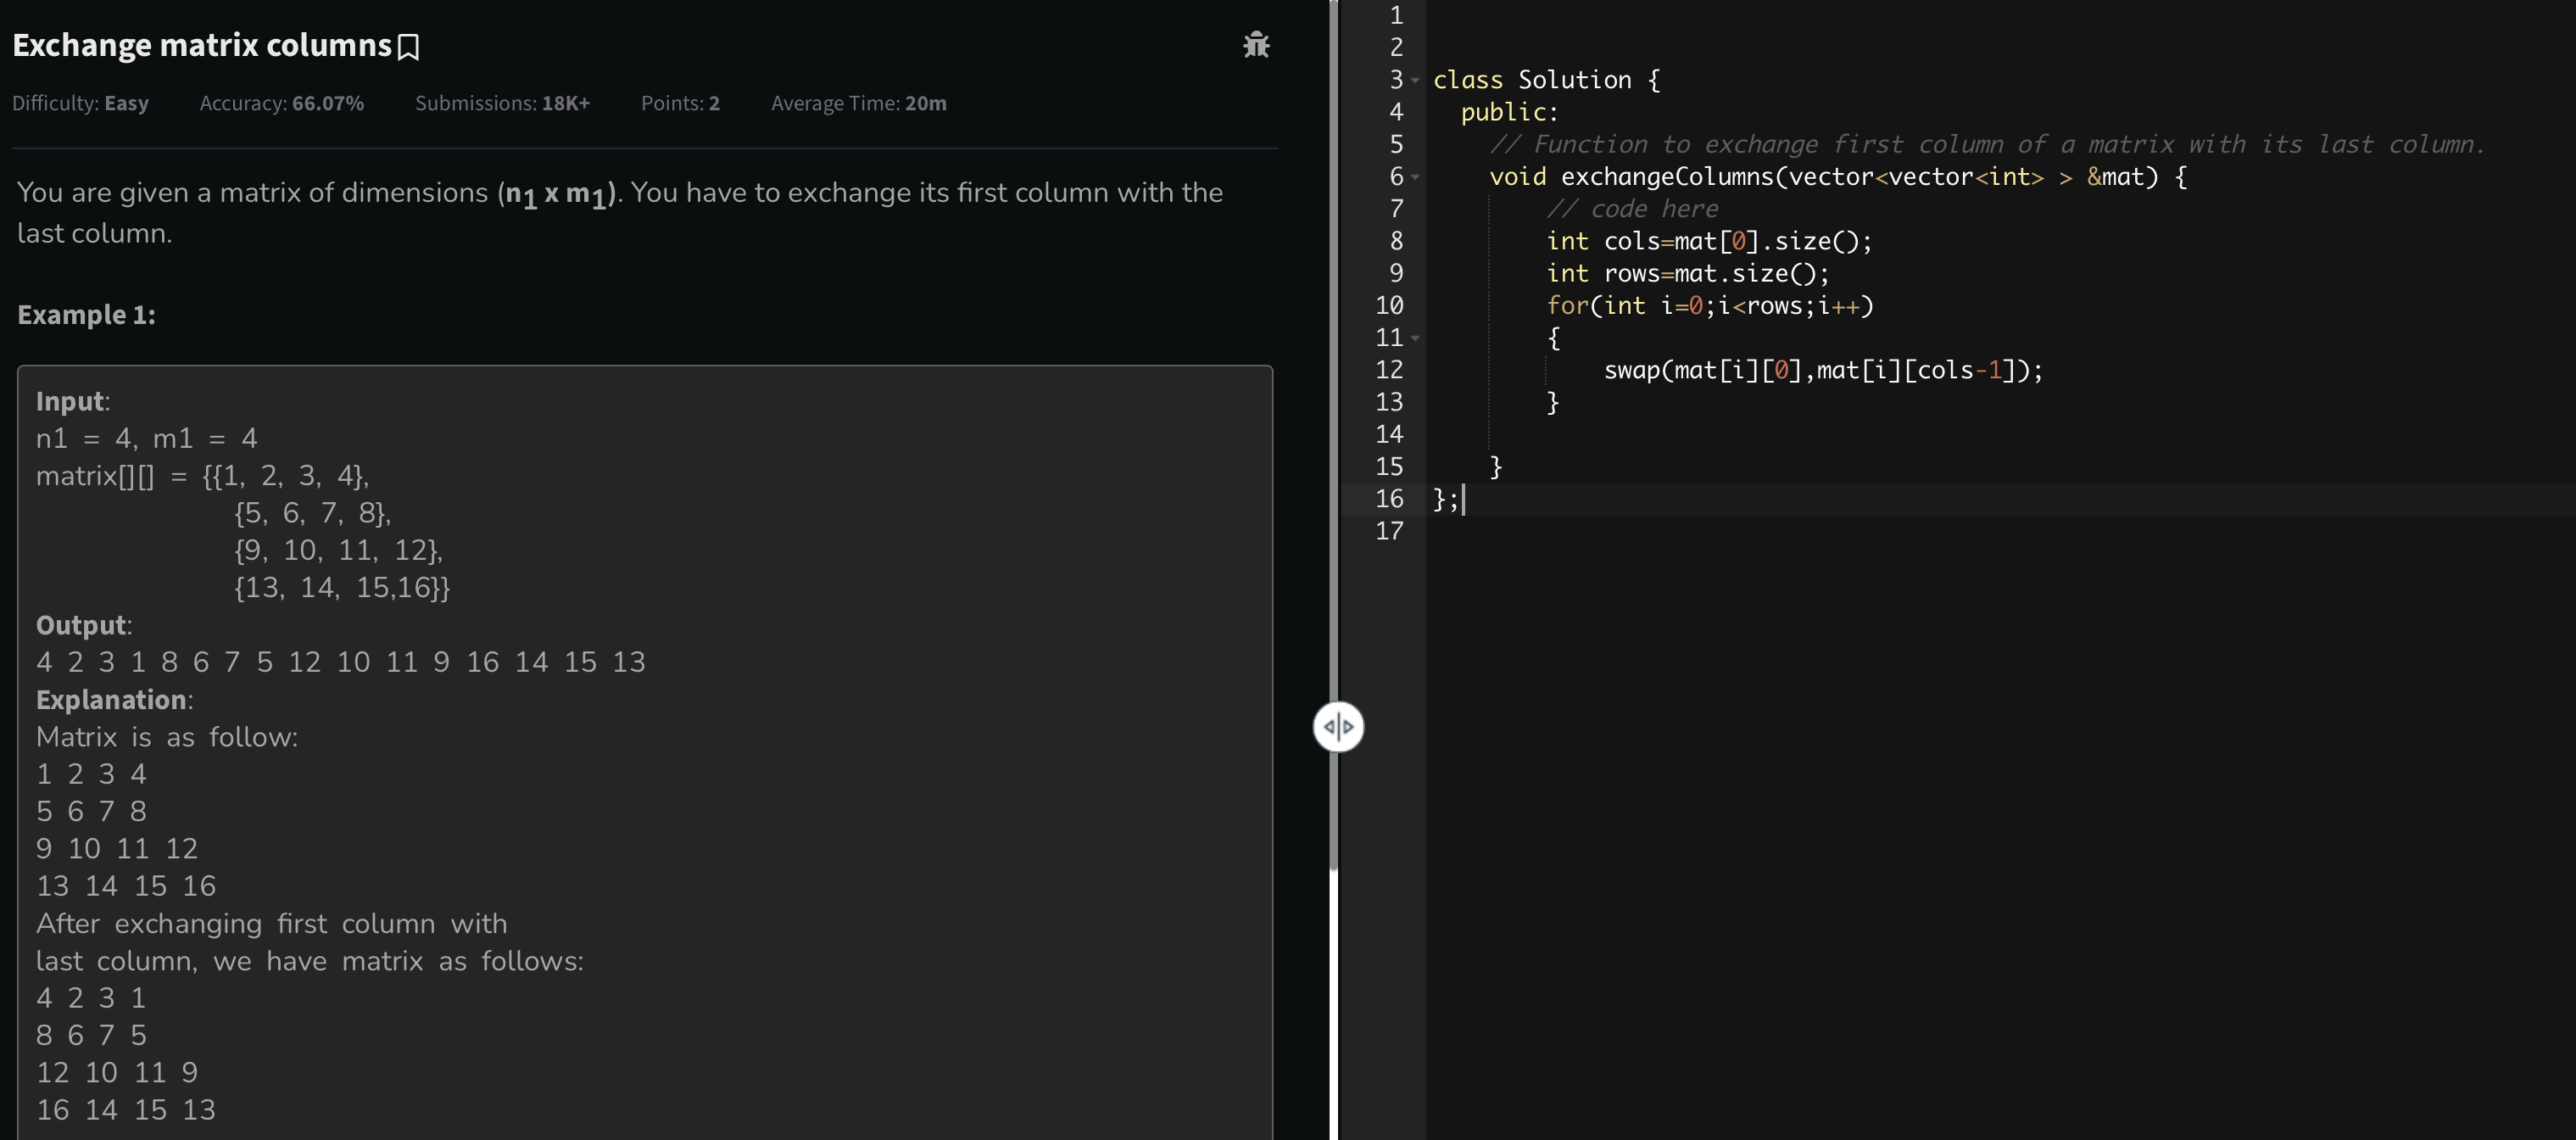 Exchange matrix columns
Difficulty: Easy Accuracy: 66.07% Submissions: 18K+ Points: 2 Average Time: 20m
You are given a matrix of dimensions (n1 x m1). You have to exchange its first column with the
last column.
Example 1:
Input:
n1 = 4, m1 = 4
matrix[][] = {{1, 2, 3, 4},
{5, 6, 7, 8},
{9, 10, 11, 12},
{13, 14, 15,16}}
Output:
4 2 3 1 8 6 7 5 12 10 11 9 16 14 15 13
Explanation:
Matrix is as follow:
1 2 3 4
5 6 7 8
9 10 11 12
13 14 15 16
After exchanging first column with
last column, we have matrix as follows:
4 2 3 1
8 6 7 5
12 10 11 9
16 14 15 13
1
2
3 class Solution {
4   public:
5     // Function to exchange first column of a matrix with its last column.
6     void exchangeColumns(vector<vector<int> > &mat) {
7         // code here
8         int cols=mat[0].size();
9         int rows=mat.size();
10         for(int i=0;i<rows;i++)
11         {
12             swap(mat[i][0],mat[i][cols-1]);
13         }
14
15     }
16 };
17